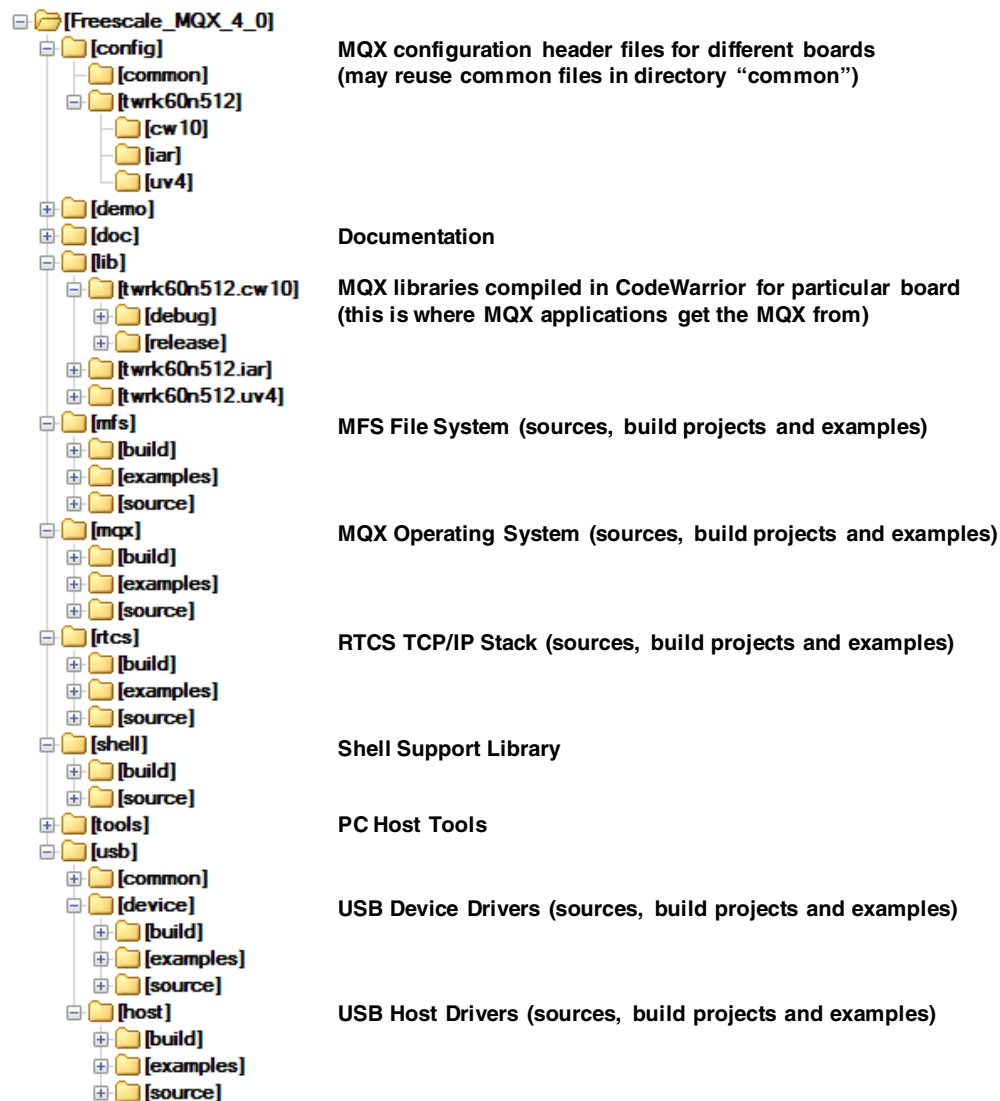 [Freescale_MQX_4_0]
[config] MQX configuration header files for different boards
[common] (may reuse common files in directory “common”)
[twrk60n512]
[cw10]
[iar]
[uv4]
[demo]
[doc] Documentation
[lib]
[twrk60n512.cw10] MQX libraries compiled in CodeWarrior for particular board
[debug] (this is where MQX applications get the MQX from)
[release]
[twrk60n512.iar]
[twrk60n512.uv4]
[mfs] MFS File System (sources, build projects and examples)
[build]
[examples]
[source]
[mqx] MQX Operating System (sources, build projects and examples)
[build]
[examples]
[source]
[rtcs] RTCS TCP/IP Stack (sources, build projects and examples)
[build]
[examples]
[source]
[shell] Shell Support Library
[build]
[source]
[tools] PC Host Tools
[usb]
[common]
[device] USB Device Drivers (sources, build projects and examples)
[build]
[examples]
[source]
[host] USB Host Drivers (sources, build projects and examples)
[build]
[examples]
[source]